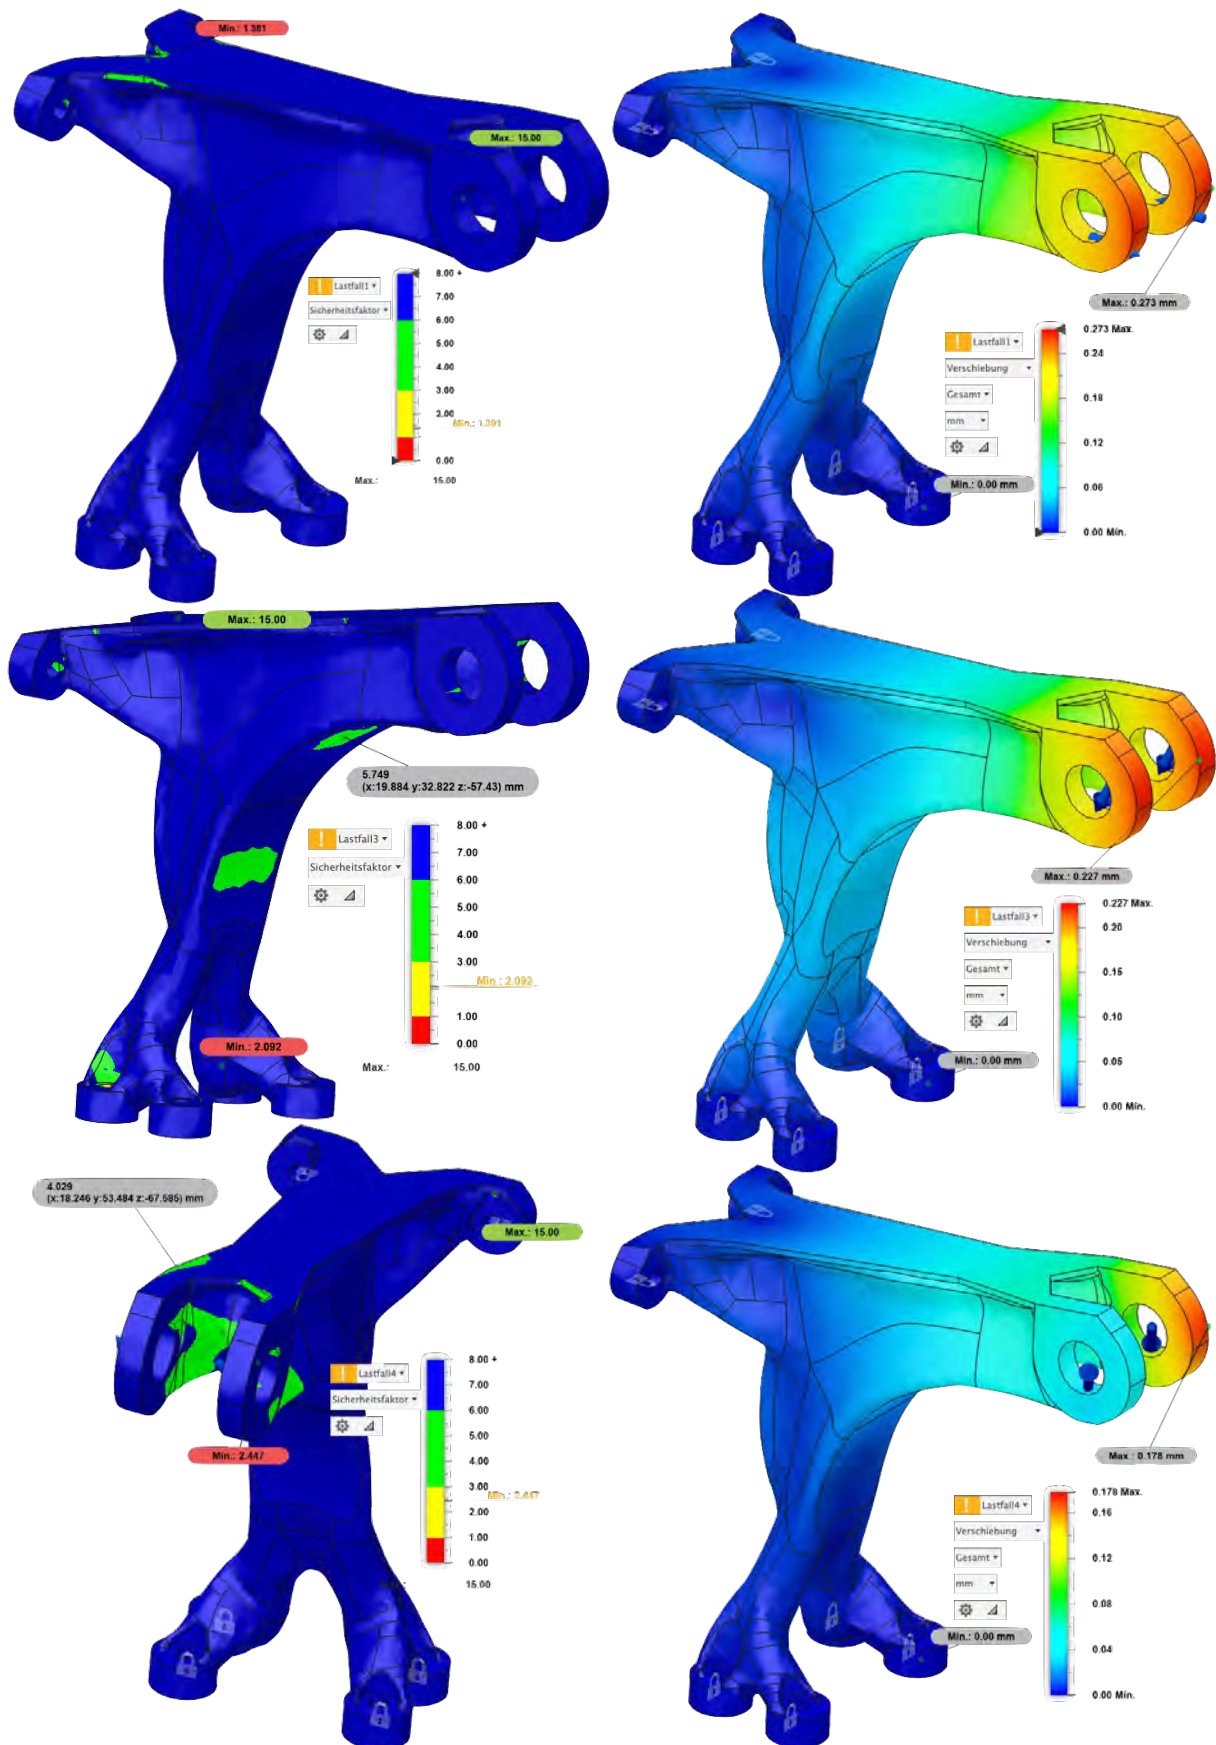 Min.: 1.381
Max.: 15.00
Lastfall1
Sicherheitsfaktor
8.00 +
7.00
6.00
5.00
4.00
3.00
2.00
Min.: 1.391
0.00
Max.: 15.00
Max.: 0.273 mm
Lastfall1
Verschiebung
Gesamt
mm
0.273 Max.
0.24
0.18
0.12
0.06
0.00 Min.
Min.: 0.00 mm
Max.: 15.00
5.749
(x:19.884 y:32.822 z:-57.43) mm
Lastfall3
Sicherheitsfaktor
8.00 +
7.00
6.00
5.00
4.00
3.00
Min.: 2.092
1.00
0.00
Max.: 15.00
Min.: 2.092
Max.: 0.227 mm
Lastfall3
Verschiebung
Gesamt
mm
0.227 Max.
0.20
0.15
0.10
0.05
0.00 Min.
Min.: 0.00 mm
4.029
(x:18.246 y:53.484 z:-67.585) mm
Max.: 15.00
Min.: 2.447
Lastfall4
Sicherheitsfaktor
8.00 +
7.00
6.00
5.00
4.00
3.00
Min.: 2.447
2.00
1.00
0.00
15.00
Max.: 0.178 mm
Lastfall4
Verschiebung
Gesamt
mm
0.178 Max.
0.16
0.12
0.08
0.04
0.00 Min.
Min.: 0.00 mm